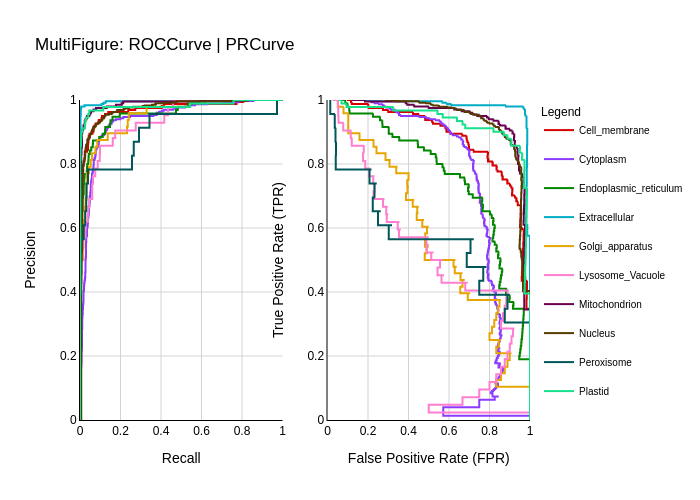 MultiFigure: ROCCurve | PRCurve
1
0.8
0.6
0.4
0.2
0
0 0.2 0.4 0.6 0.8 1
Recall
Precision
1
0.8
0.6
0.4
0.2
0
0 0.2 0.4 0.6 0.8 1
False Positive Rate (FPR)
True Positive Rate (TPR)
Legend
Cell_membrane
Cytoplasm
Endoplasmic_reticulum
Extracellular
Golgi_apparatus
Lysosome_Vacuole
Mitochondrion
Nucleus
Peroxisome
Plastid